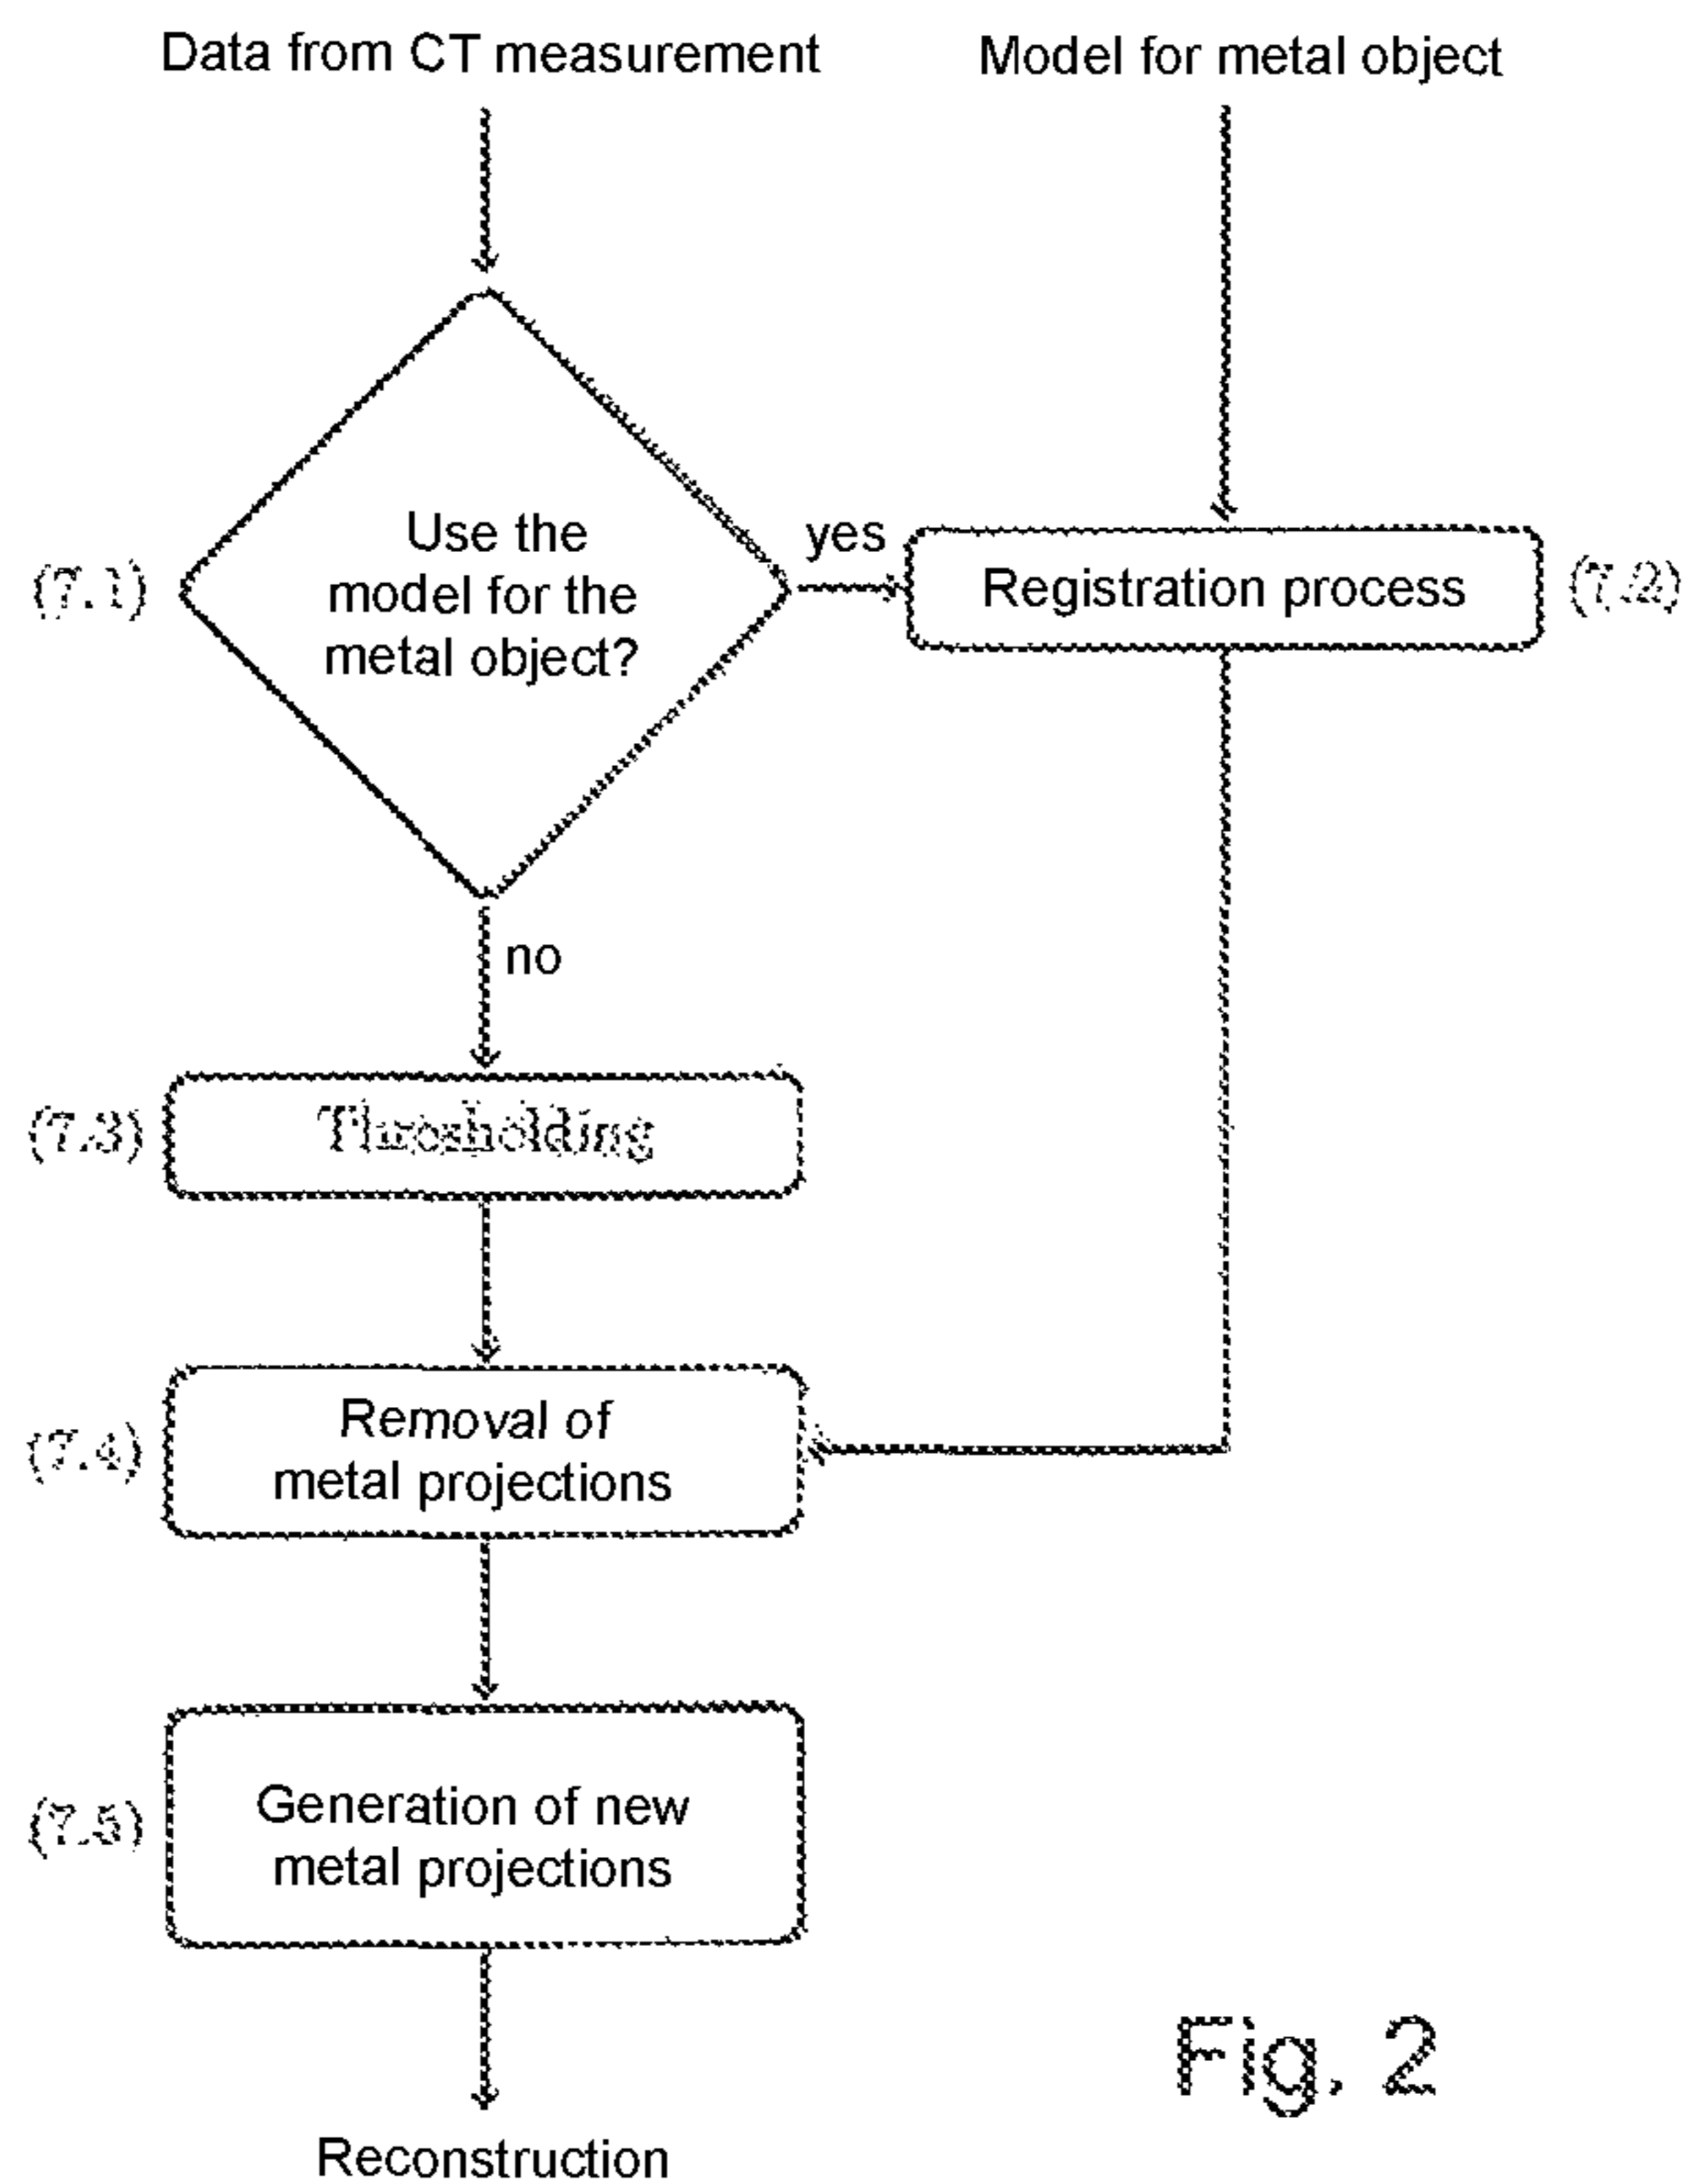 Data from CT measurement
Model for metal object
Use the
model for the
metal object?
(7.1)
yes
Registration process
(7.2)
no
(7.3)
Thresholding
(7.4)
Removal of
metal projections
(7.5)
Generation of new
metal projections
Reconstruction
Fig. 2